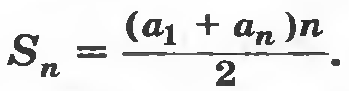 Sₙ = (a₁ + aₙ)n / 2.